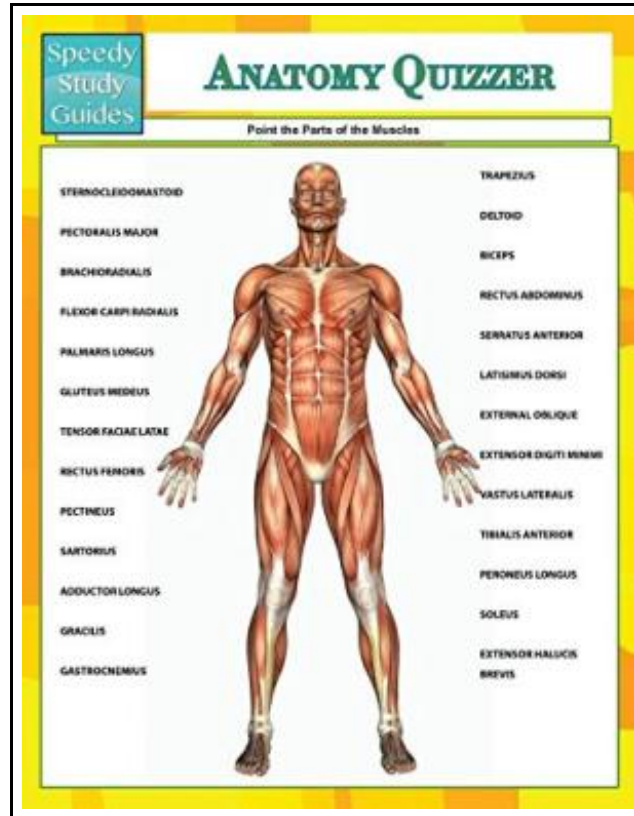 Speedy
Study
Guides
ANATOMY QUIZZER
Point the Parts of the Muscles
STERNOCLEIDOMASTOID
PECTORALIS MAJOR
BRACHIORADIALIS
FLEXOR CARPI RADIALIS
PALMARIS LONGUS
GLUTEUS MEDEUS
TENSOR FACIAE LATAE
RECTUS FEMORIS
PECTINEUS
SARTORIUS
ADDUCTOR LONGUS
GRACILIS
GASTROCNEMIUS
TRAPEZIUS
DELTOID
BICEPS
RECTUS ABDOMINUS
SERRATUS ANTERIOR
LATISIMUS DORSI
EXTERNAL OBLIQUE
EXTENSOR DIGITI MINIMI
VASTUS LATERALIS
TIBIALIS ANTERIOR
PERONEUS LONGUS
SOLEUS
EXTENSOR HALUCIS
BREVIS